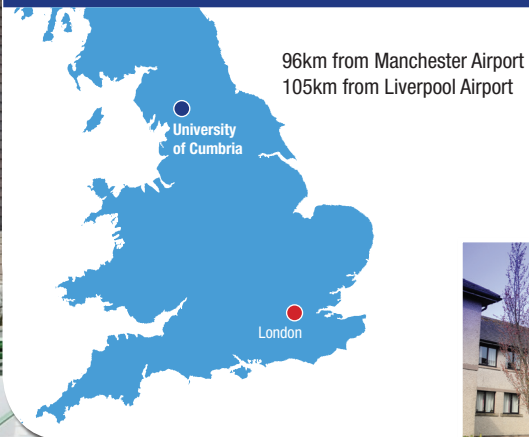 96km from Manchester Airport
105km from Liverpool Airport
University
of Cumbria
London